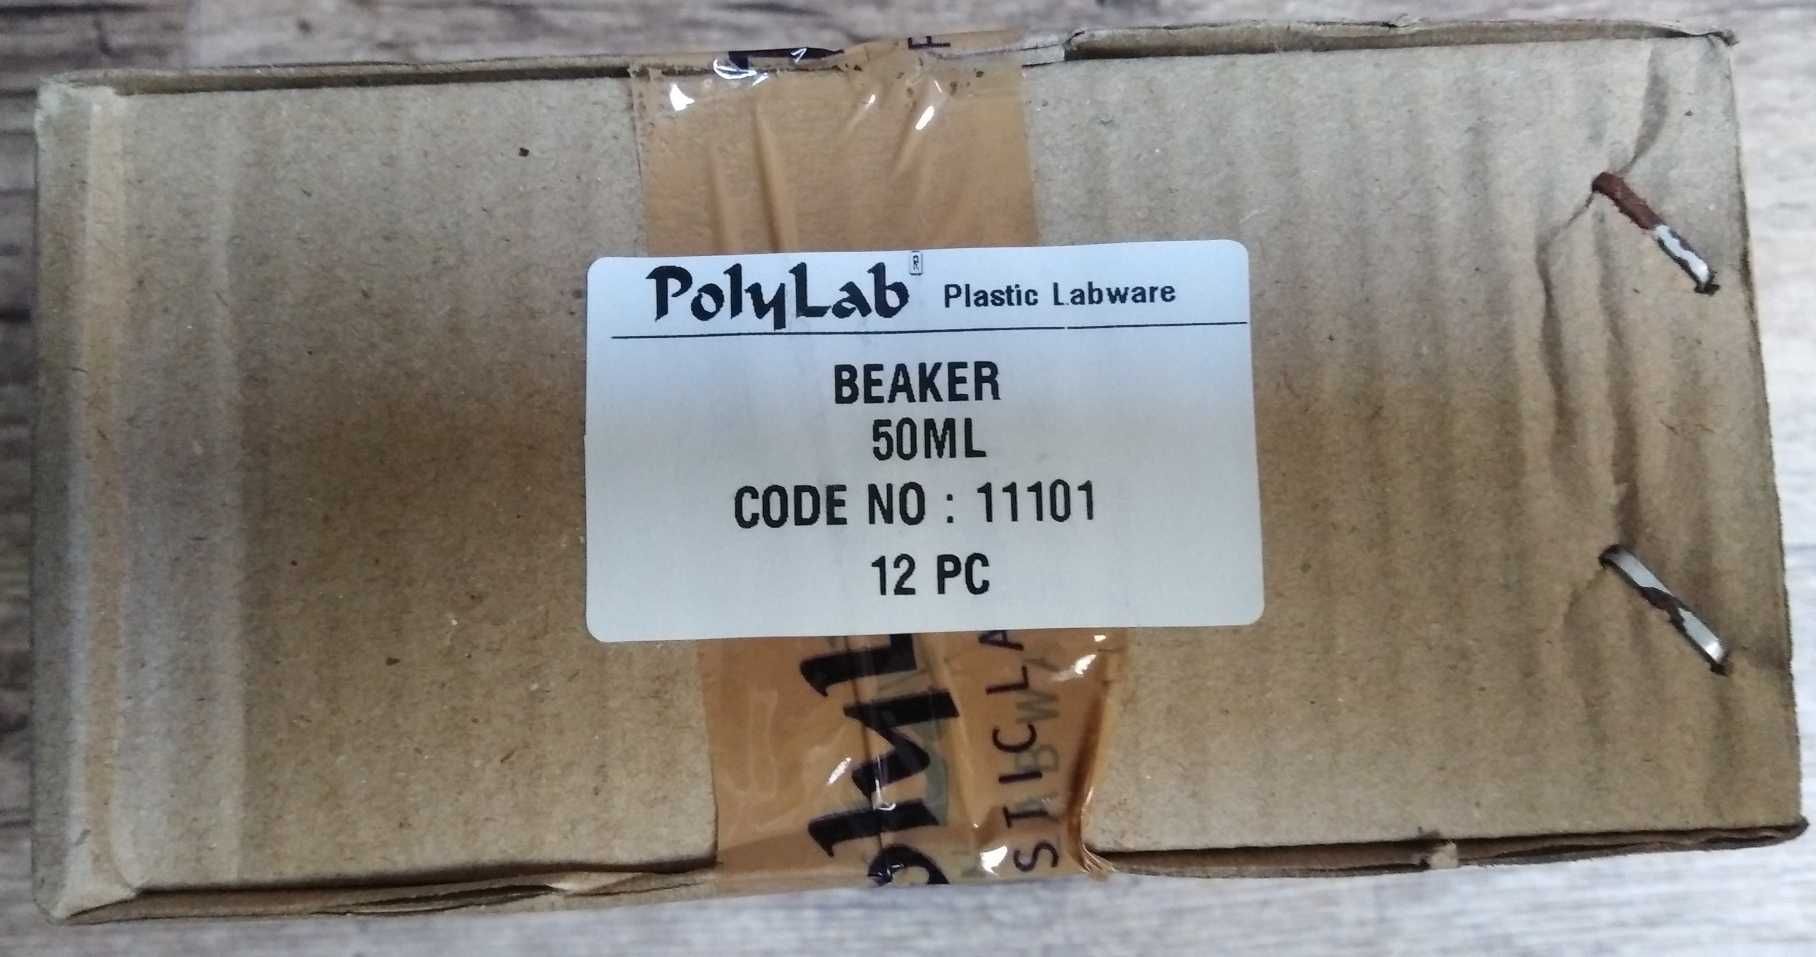 PolyLab® Plastic Labware
BEAKER
50ML
CODE NO : 11101
12 PC